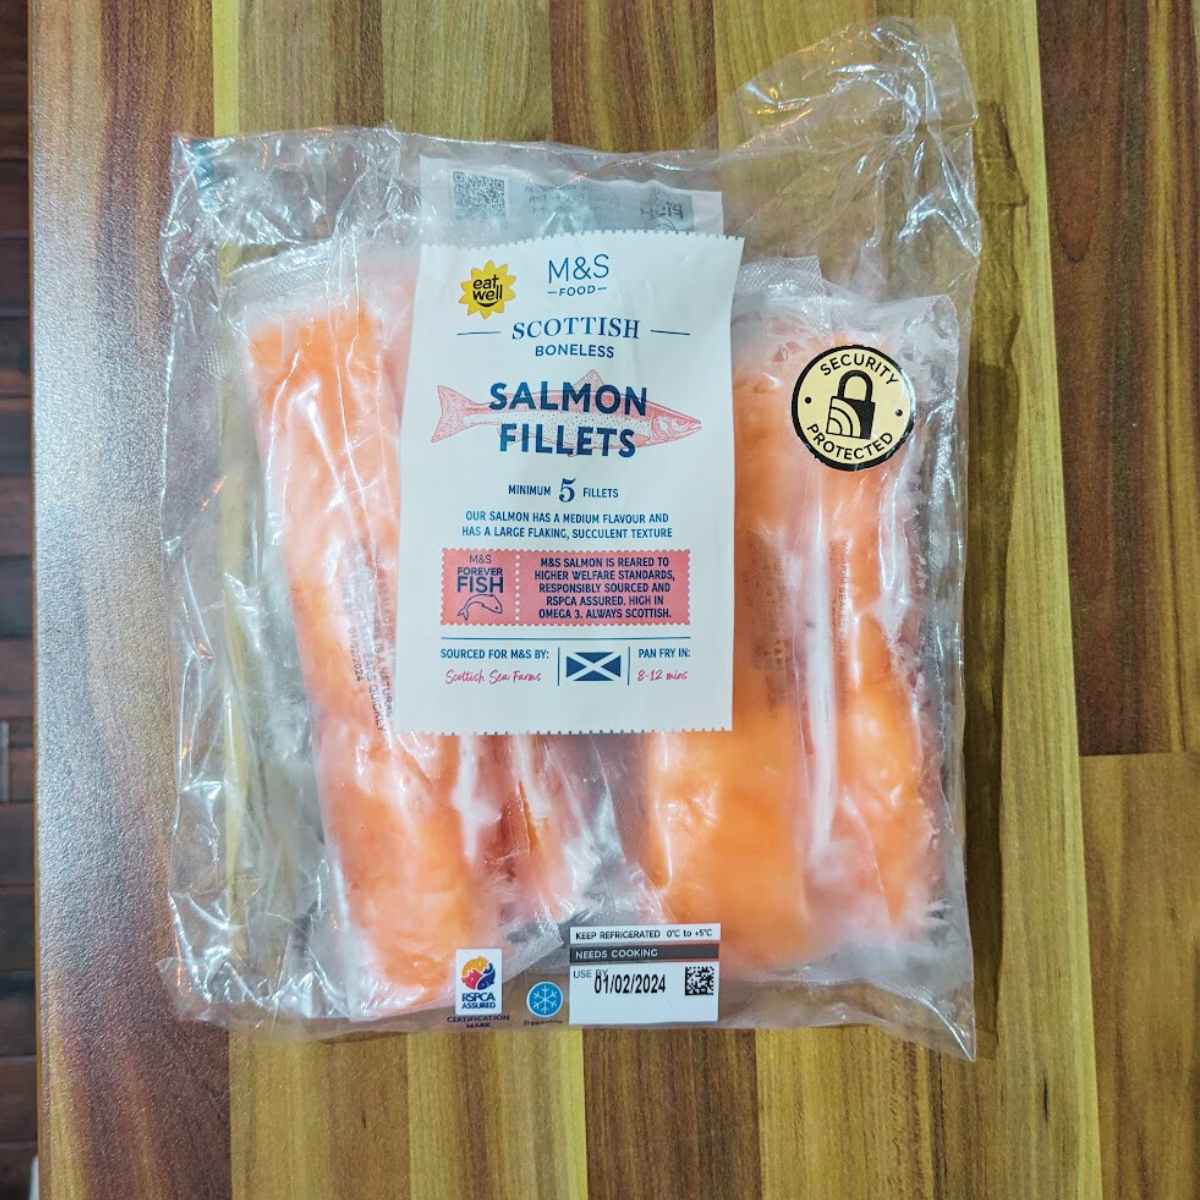 eat
well
M&S
FOOD
SCOTTISH
BONELESS
SALMON
FILLETS
MINIMUM 5 FILLETS
OUR SALMON HAS A MEDIUM FLAVOUR AND
HAS A LARGE FLAKING, SUCCULENT TEXTURE
M&S
FOREVER
FISH
M&S SALMON IS REARED TO
HIGHER WELFARE STANDARDS,
RESPONSIBLY SOURCED AND
RSPCA ASSURED. HIGH IN
OMEGA 3. ALWAYS SCOTTISH.
SOURCED FOR M&S BY:
Scottish Sea Farms
PAN FRY IN:
8-12 mins
SECURITY
PROTECTED
KEEP REFRIGERATED 0°C to +5°C
NEEDS COOKING
USE BY
01/02/2024
RSPCA
ASSURED
CERTIFICATION
MARK